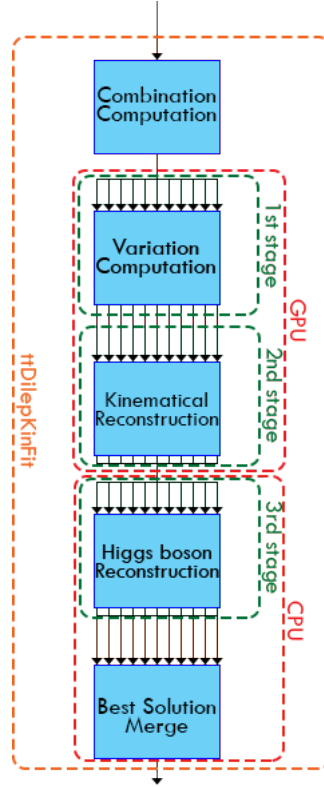 Combination
Computation
1st stage
Variation
Computation
GPU
2nd stage
Kinematical
Reconstruction
ttDilepKinFit
3rd stage
Higgs boson
Reconstruction
CPU
Best Solution
Merge